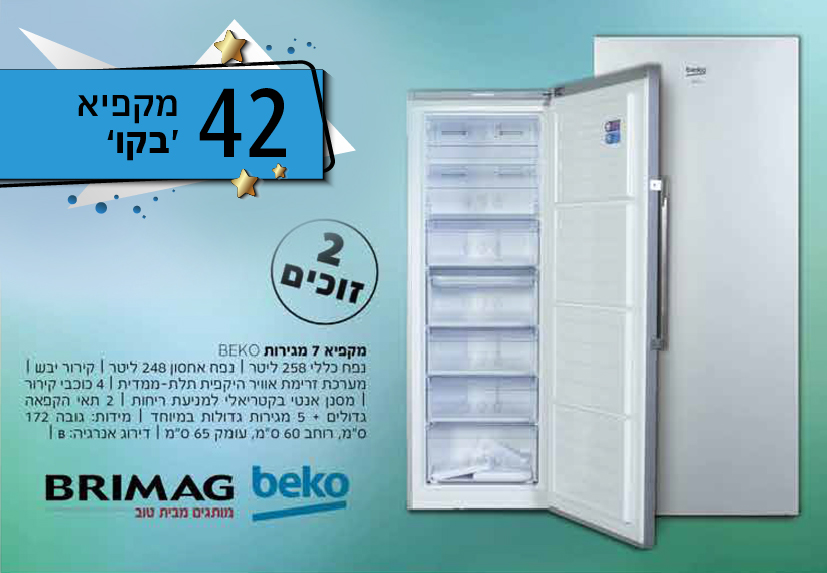 42
מקפיא
'בקו'
2
זוכים
מקפיא 7 מגירות BEKO
נפח כללי 258 ליטר | נפח אחסון 248 ליטר | קירור יבש |
מערכת זרימת אוויר היקפית תלת-ממדית | 4 כוכבי קירור
| מסנן אנטי בקטריאלי למניעת ריחות | 2 תאי הקפאה
גדולים + 5 מגירות גדולות במיוחד | מידות: גובה 172
ס"מ, רוחב 60 ס"מ, עומק 65 ס"מ | דירוג אנרגיה: B |
BRIMAG
מותגים מבית טוב
beko
beko